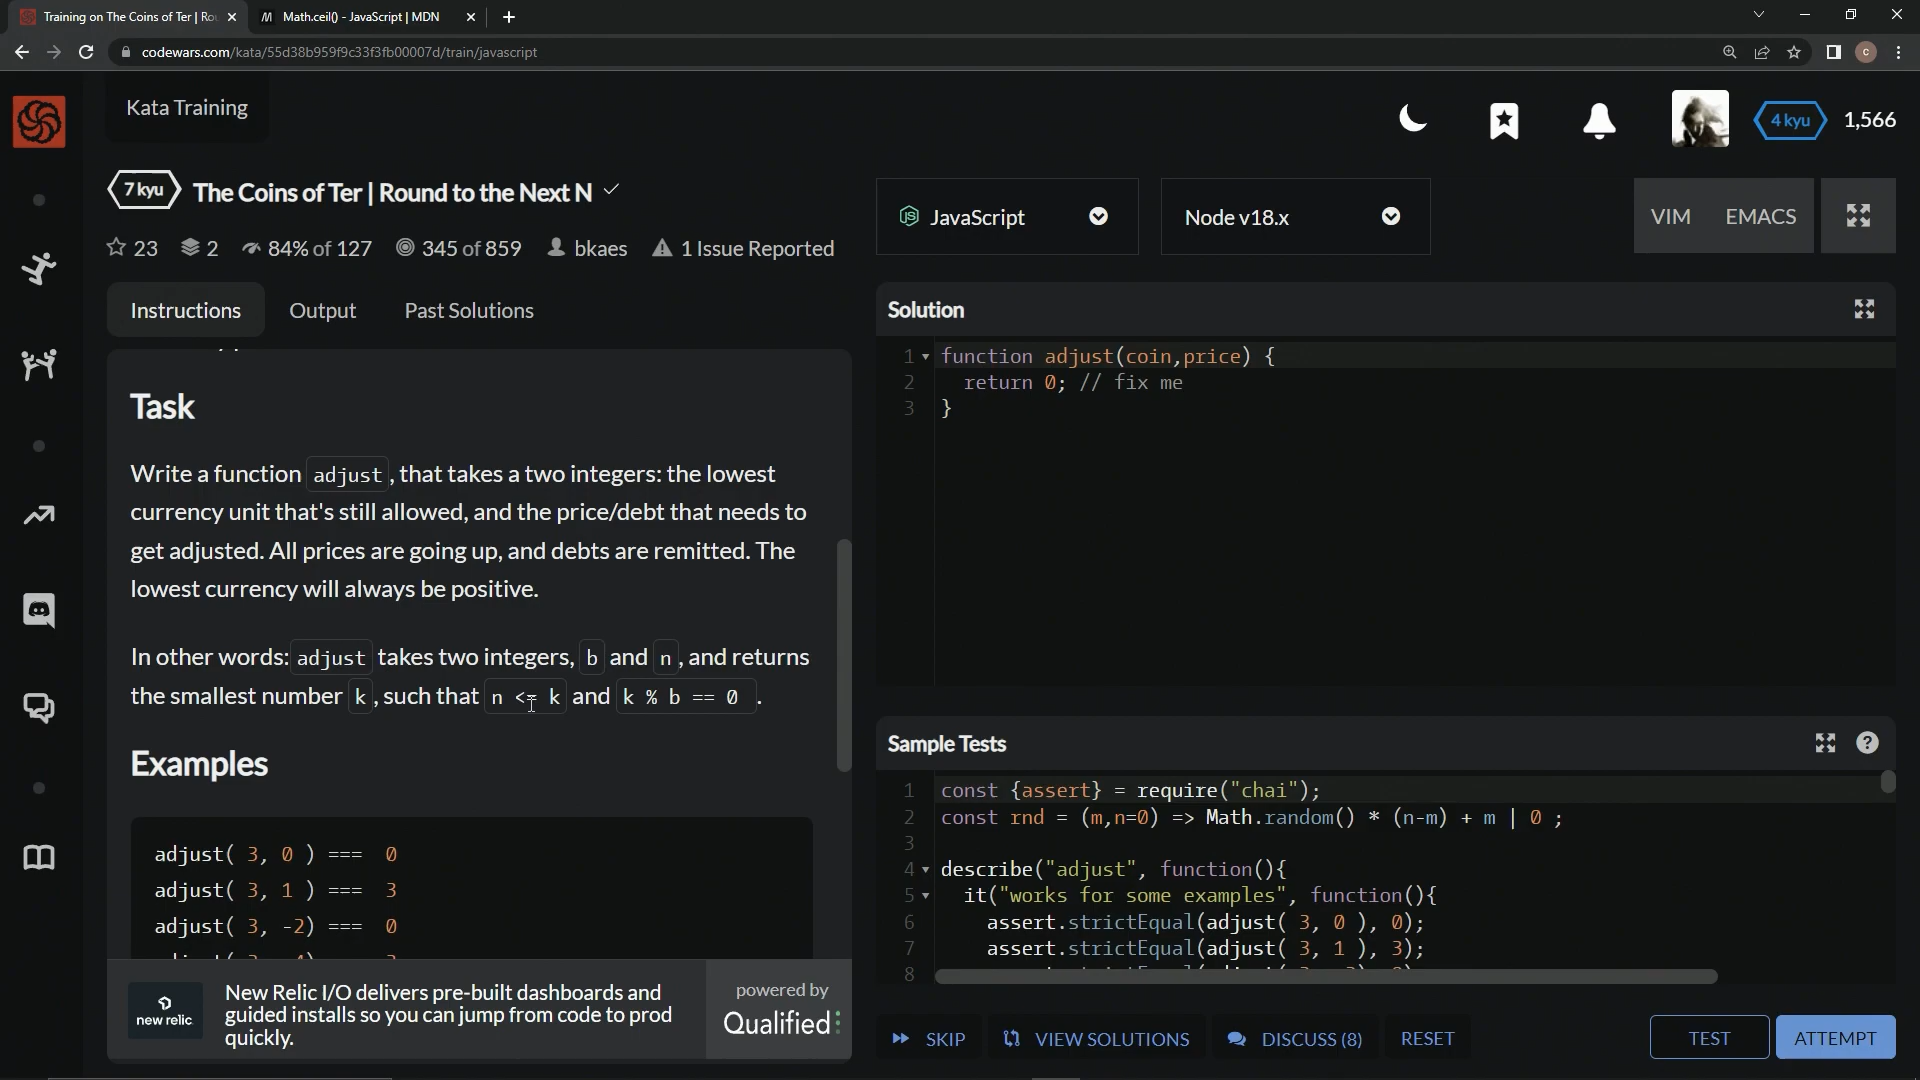 Training on The Coins of Ter | Ro
Math.ceil() - JavaScript | MDN
codewars.com/kata/55d38b959f9c33f3fb00007d/train/javascript
C
Kata Training
4 kyu
1,566
7 kyu
The Coins of Ter | Round to the Next N
23
2
84% of 127
345 of 859
bkaes
1 Issue Reported
JavaScript
Node v18.x
VIM
EMACS
Instructions
Output
Past Solutions
Task
Write a function adjust, that takes a two integers: the lowest
currency unit that's still allowed, and the price/debt that needs to
get adjusted. All prices are going up, and debts are remitted. The
lowest currency will always be positive.
In other words: adjust takes two integers, b and n, and returns
the smallest number k, such that n <= k and k % b == 0.
Examples
adjust( 3, 0 ) === 0
adjust( 3, 1 ) === 3
adjust( 3, -2) === 0
new relic.
New Relic I/O delivers pre-built dashboards and
guided installs so you can jump from code to prod
quickly.
powered by
Qualified
Solution
1 function adjust(coin,price) {
2 return 0; // fix me
3 }
Sample Tests
?
1 const {assert} = require("chai");
2 const rnd = (m,n=0) => Math.random() * (n-m) + m | 0 ;
3
4 describe("adjust", function(){
5 it("works for some examples", function(){
6 assert.strictEqual(adjust( 3, 0 ), 0);
7 assert.strictEqual(adjust( 3, 1 ), 3);
8
SKIP
VIEW SOLUTIONS
DISCUSS (8)
RESET
TEST
ATTEMPT